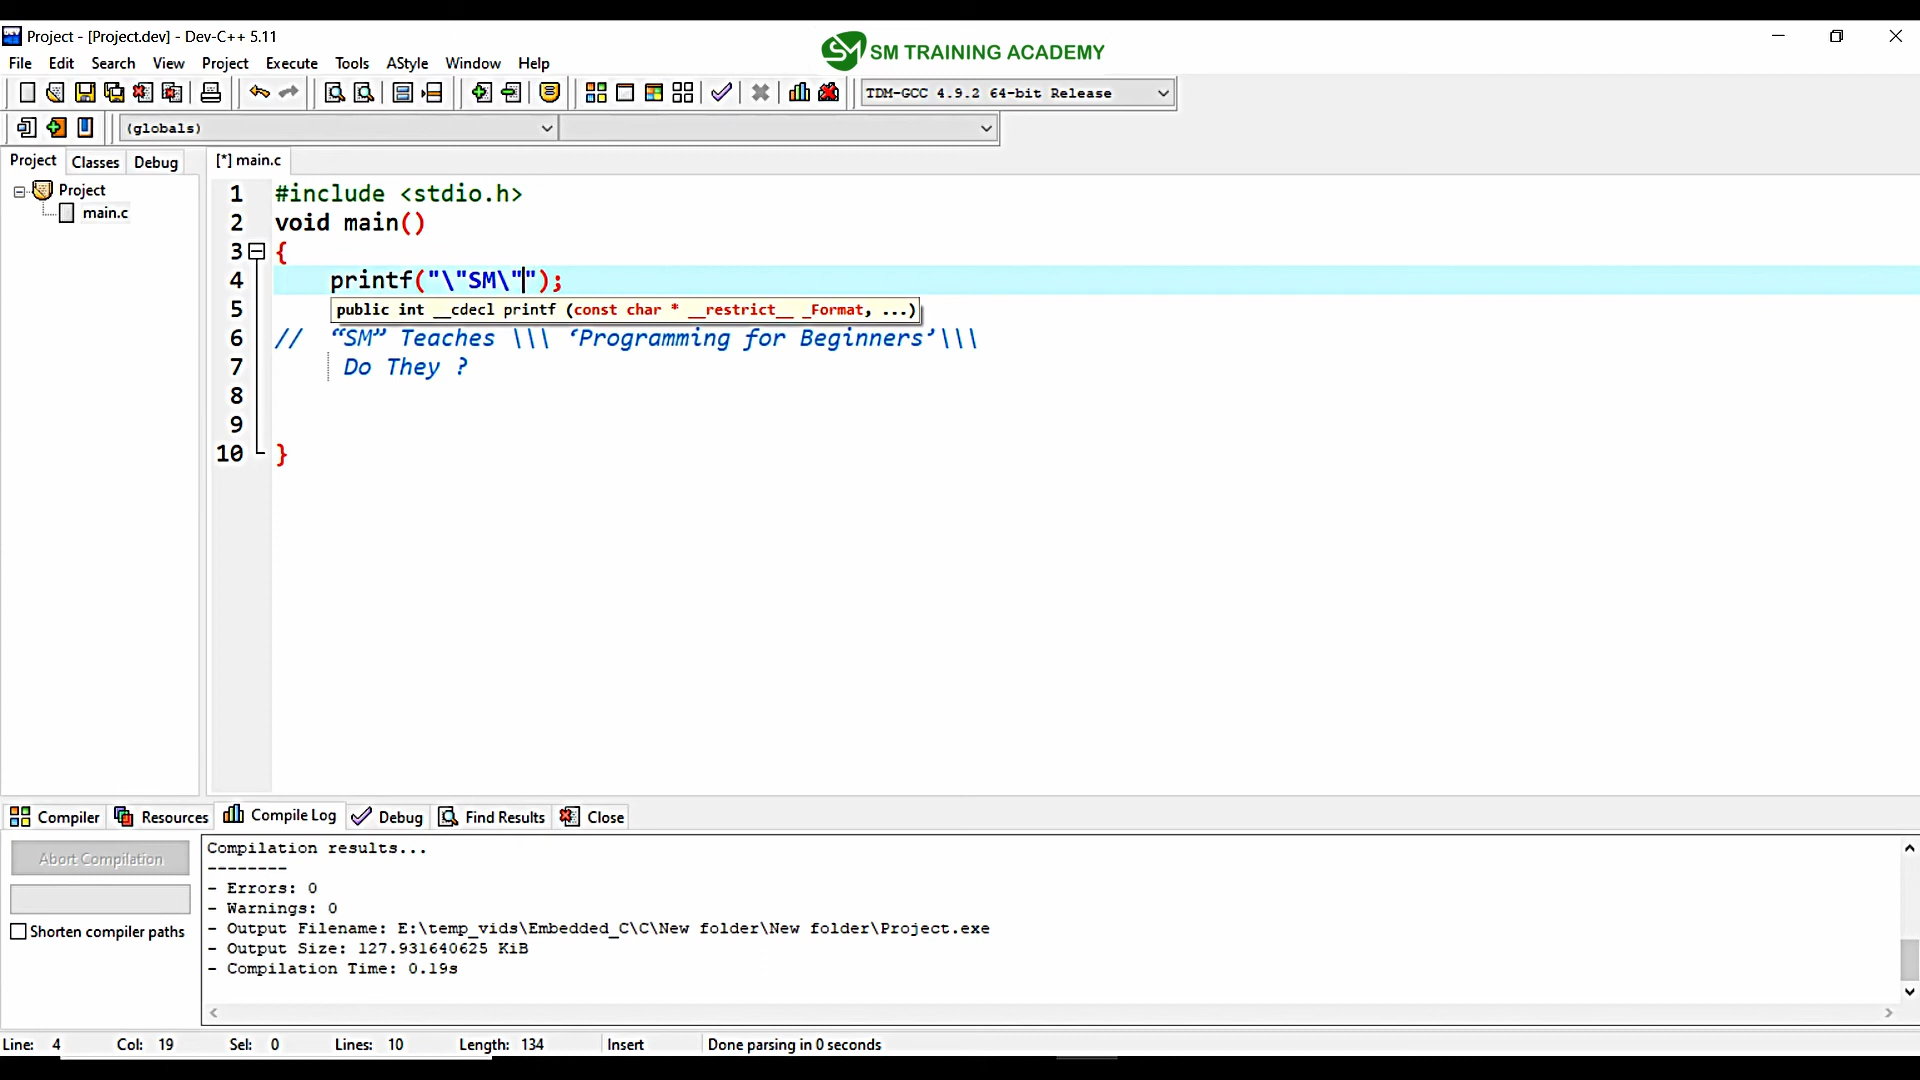 Project - [Project.dev] - Dev-C++ 5.11
SM SM TRAINING ACADEMY
File Edit Search View Project Execute Tools AStyle Window Help
TDM-GCC 4.9.2 64-bit Release
(globals)
Project Classes Debug [*] main.c
Project
main.c
1 #include <stdio.h>
2 void main()
3 {
4 printf("\"SM\"");
5 public int __cdecl printf (const char * __restrict__ _Format, ...)
6 // “SM” Teaches \\\ ‘Programming for Beginners’\\\
7 Do They ?
8
9
10 }
Compiler Resources Compile Log Debug Find Results Close
Abort Compilation
Shorten compiler paths
Compilation results...
--------
- Errors: 0
- Warnings: 0
- Output Filename: E:\temp_vids\Embedded_C\C\New folder\New folder\Project.exe
- Output Size: 127.931640625 KiB
- Compilation Time: 0.19s
Line: 4 Col: 19 Sel: 0 Lines: 10 Length: 134 Insert Done parsing in 0 seconds